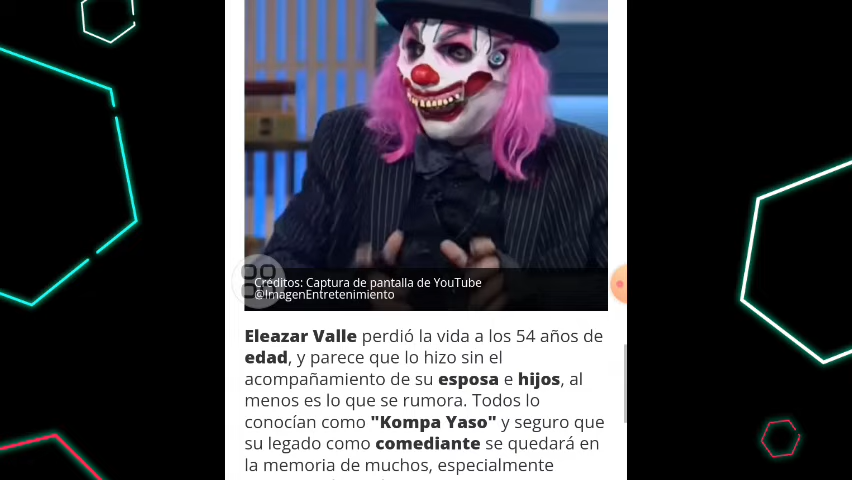 Créditos: Captura de pantalla de YouTube
@ImagenEntretenimiento
Eleazar Valle perdió la vida a los 54 años de
edad, y parece que lo hizo sin el
acompañamiento de su esposa e hijos, al
menos es lo que se rumora. Todos lo
conocían como "Kompa Yaso" y seguro que
su legado como comediante se quedará en
la memoria de muchos, especialmente